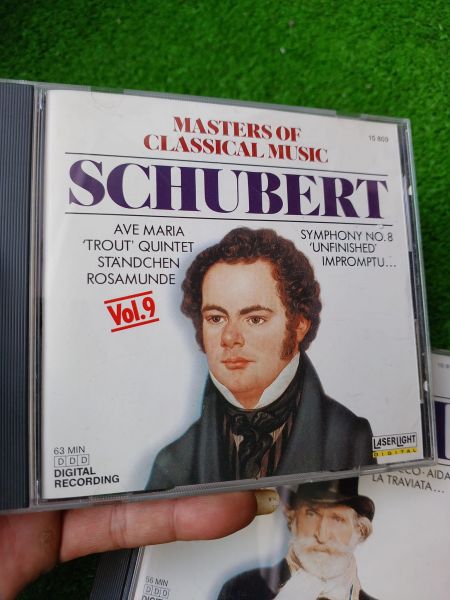 MASTERS OF
CLASSICAL MUSIC
10 809
SCHUBERT
AVE MARIA
'TROUT' QUINTET
STÄNDCHEN
ROSAMUNDE
SYMPHONY NO.8
'UNFINISHED'
IMPROMPTU...
Vol.9
63 MIN
DDD
DIGITAL
RECORDING
LASERLIGHT
DIGITAL
AIDA
LA TRAVIATA...
56 MIN
DDD